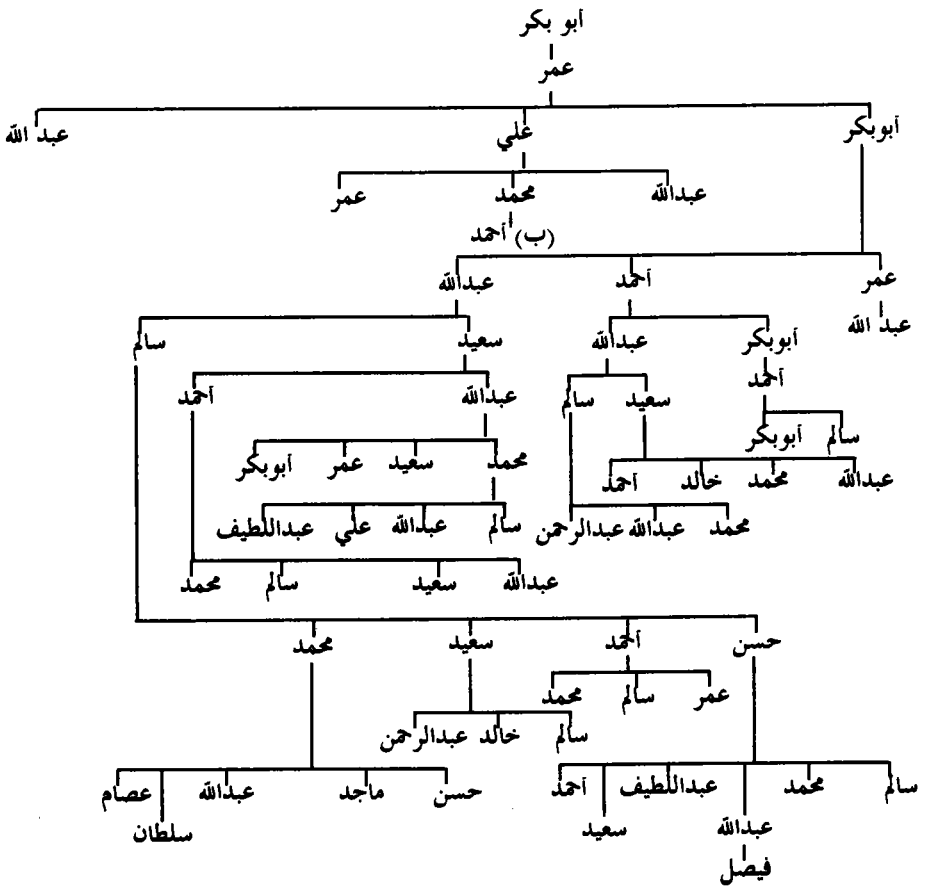 أبو بكر
عمر
أبوبكر علي عبد الله
عبدالله محمد عمر
(ب) أحمد
عمر أحمد عبدالله
عبد الله أبوبكر عبدالله سعيد سالم
أحمد سعيد سالم عبدالله أحمد
سالم أبوبكر محمد سعيد عمر أبوبكر
عبدالله محمد خالد أحمد
محمد عبدالله عبدالرحمن سالم عبدالله علي عبداللطيف
عبدالله سعيد سالم محمد
حسن أحمد سعيد محمد
عمر سالم محمد
سالم خالد عبدالرحمن
سالم محمد عبدالله عبداللطيف سعيد أحمد حسن ماجد عبدالله سلطان عصام
فيصل